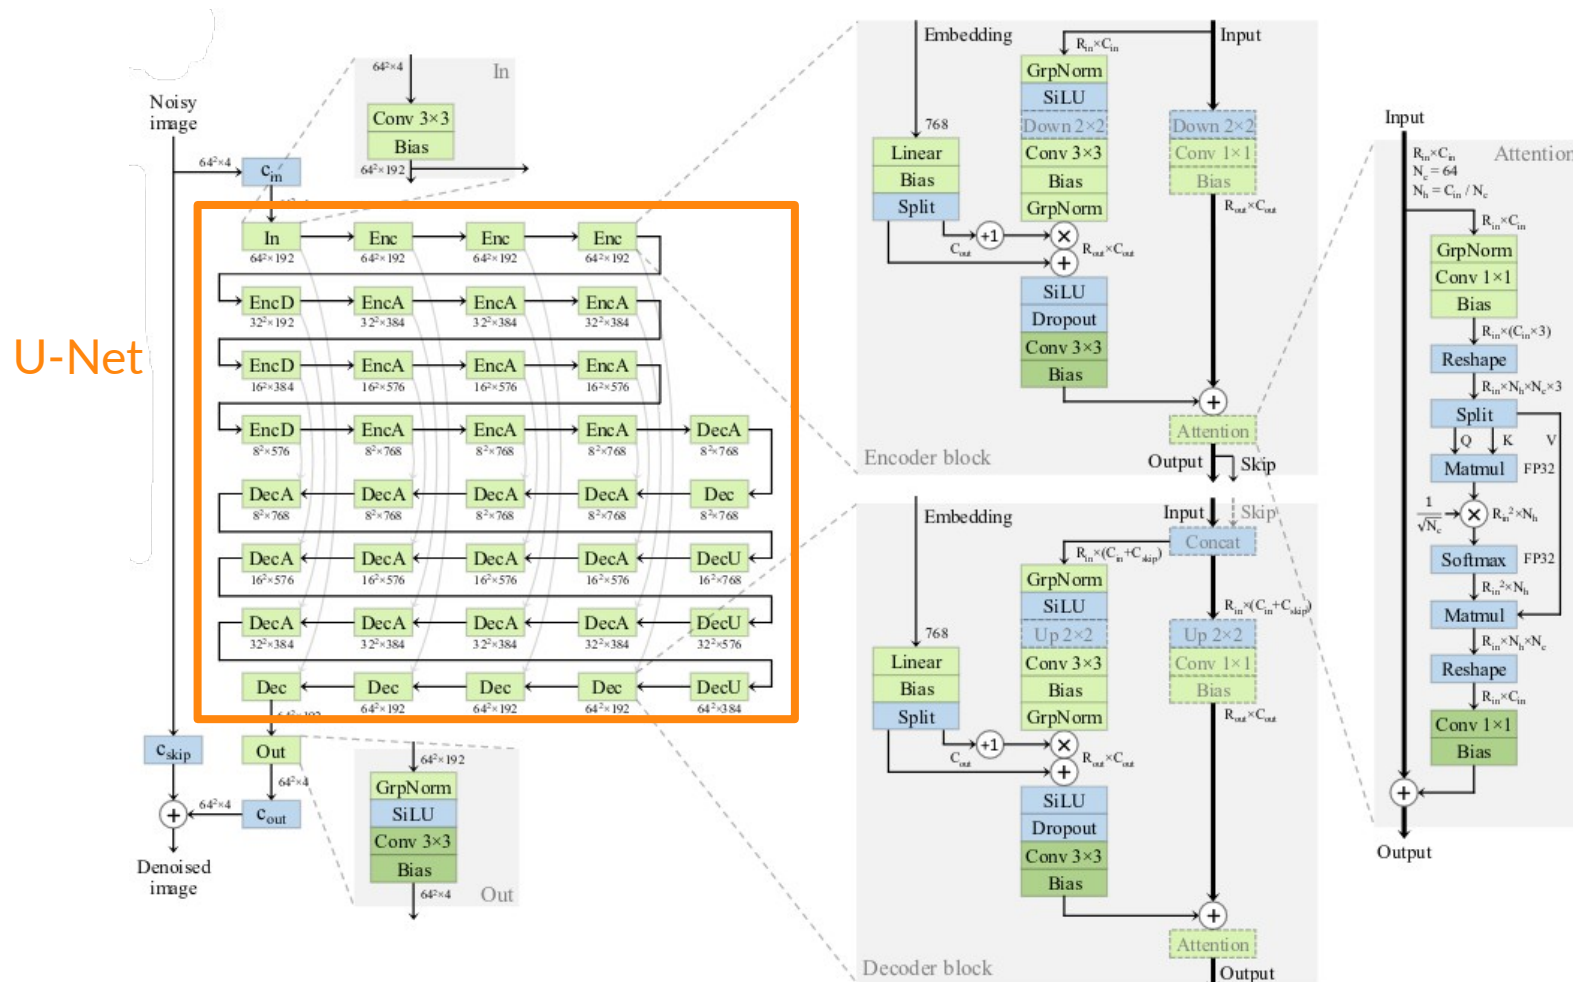 U-Net
Noisy
image
64²×4
c_in
In
64²×4
Conv 3×3
Bias
64²×192
In Enc Enc Enc
64²×192 64²×192 64²×192 64²×192
EncD EncA EncA EncA
32²×192 32²×384 32²×384 32²×384
EncD EncA EncA EncA
16²×384 16²×576 16²×576 16²×576
EncD EncA EncA EncA DecA
8²×576 8²×768 8²×768 8²×768 8²×768
DecA DecA DecA DecA Dec
8²×768 8²×768 8²×768 8²×768 8²×768
DecA DecA DecA DecA DecU
16²×576 16²×576 16²×576 16²×576 16²×768
DecA DecA DecA DecA DecU
32²×384 32²×384 32²×384 32²×384 32²×576
Dec Dec Dec Dec DecU
64²×192 64²×192 64²×192 64²×384
c_skip
Out
64²×4
c_out
64²×4
+
Denoised
image
64²×192
GrpNorm
SiLU
Conv 3×3
Bias
64²×4
Out
Embedding
Input
R_in×C_in
GrpNorm
SiLU
Down 2×2
Conv 3×3
Bias
GrpNorm
768
Linear
Bias
Split
+1
C_out
×
+
R_out×C_out
SiLU
Dropout
Conv 3×3
Bias
Down 2×2
Conv 1×1
Bias
R_out×C_out
+
Attention
Output
Skip
Encoder block
Embedding
Input
Skip
Concat
R_in×(C_in+C_skip)
GrpNorm
SiLU
Up 2×2
Conv 3×3
Bias
GrpNorm
768
Linear
Bias
Split
+1
C_out
×
+
R_out×C_out
SiLU
Dropout
Conv 3×3
Bias
R_in×(C_in+C_skip)
Up 2×2
Conv 1×1
Bias
R_out×C_out
+
Attention
Output
Decoder block
Input
Attention
R_in×C_in
N_c = 64
N_h = C_in / N_c
R_in×C_in
GrpNorm
Conv 1×1
Bias
R_in×(C_in×3)
Reshape
R_in×N_h×N_c×3
Split
Q K V
Matmul FP32
1/√N_c × R_in²×N_h
Softmax FP32
R_in²×N_h
Matmul
R_in×N_h×N_c
Reshape
R_in×C_in
Conv 1×1
Bias
+
Output